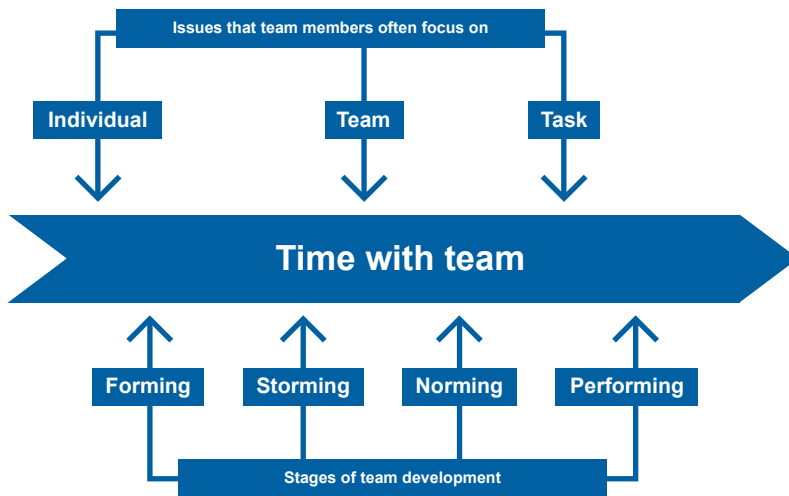 Issues that team members often focus on
Individual
Team
Task
Time with team
Forming
Storming
Norming
Performing
Stages of team development